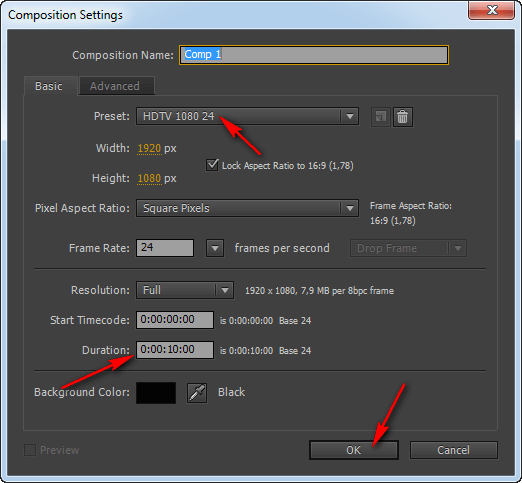 Composition Settings
Composition Name: Comp 1
Basic Advanced
Preset: HDTV 1080 24
Width: 1920 px
Lock Aspect Ratio to 16:9 (1,78)
Height: 1080 px
Pixel Aspect Ratio: Square Pixels
Frame Aspect Ratio:
16:9 (1,78)
Frame Rate: 24 frames per second Drop Frame
Resolution: Full 1920 x 1080, 7,9 MB per 8bpc frame
Start Timecode: 0:00:00:00 is 0:00:00:00 Base 24
Duration: 0:00:10:00 is 0:00:10:00 Base 24
Background Color: Black
Preview OK Cancel